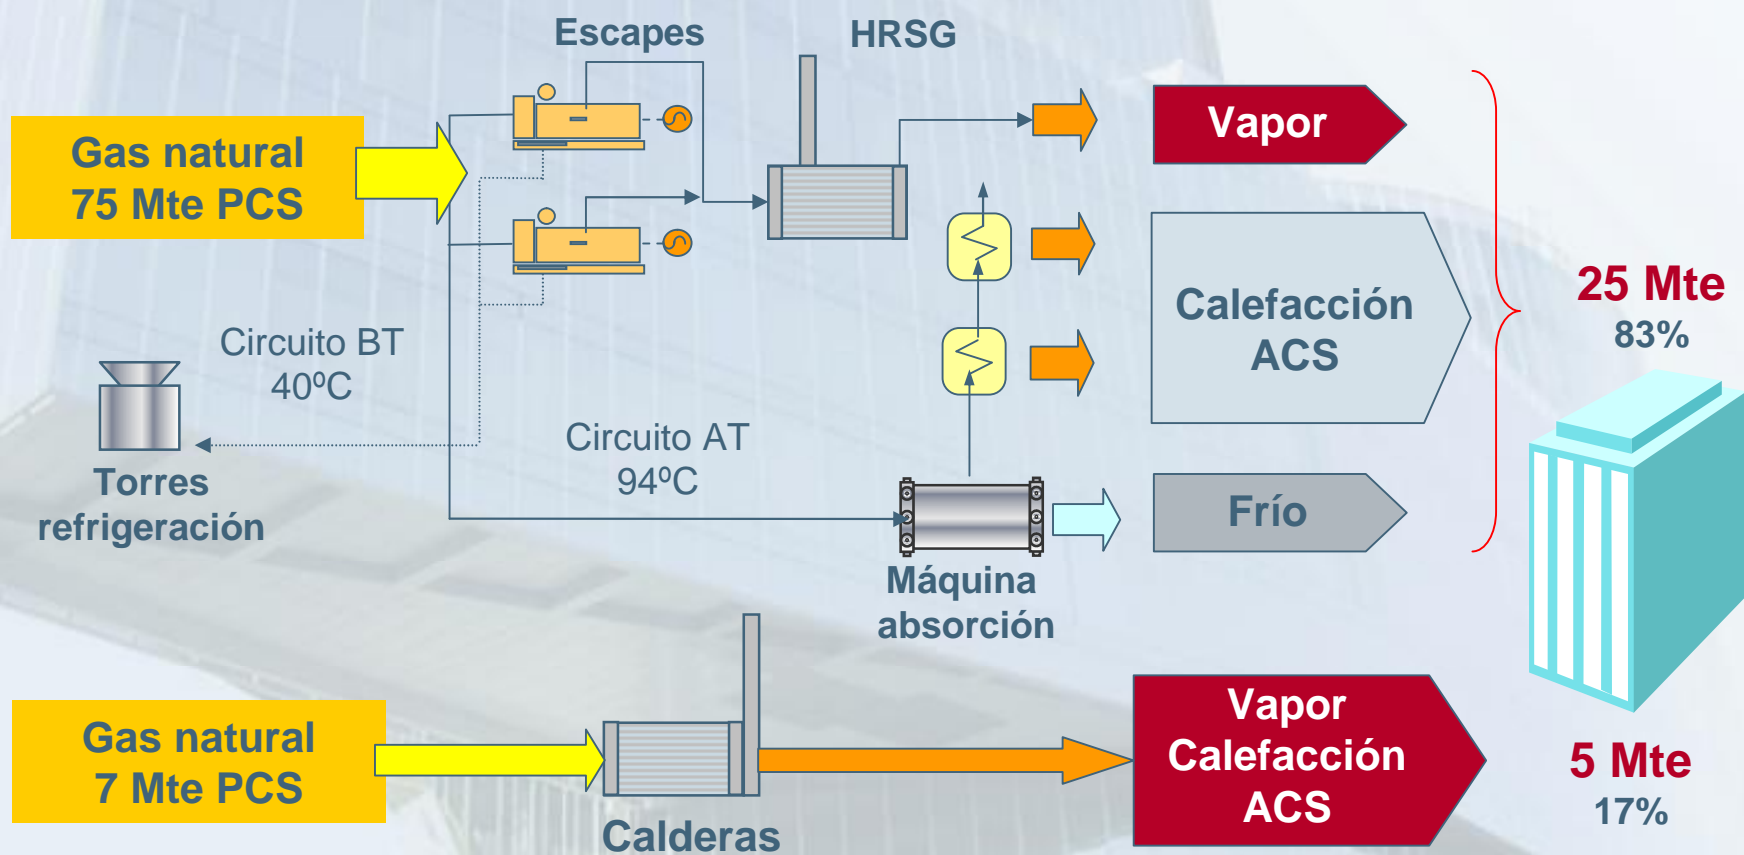 Escapes
HRSG
Gas natural
75 Mte PCS
Vapor
Calefacción
ACS
25 Mte
83%
Circuito BT
40ºC
Circuito AT
94ºC
Torres
refrigeración
Frío
Máquina
absorción
Gas natural
7 Mte PCS
Calderas
Vapor
Calefacción
ACS
5 Mte
17%